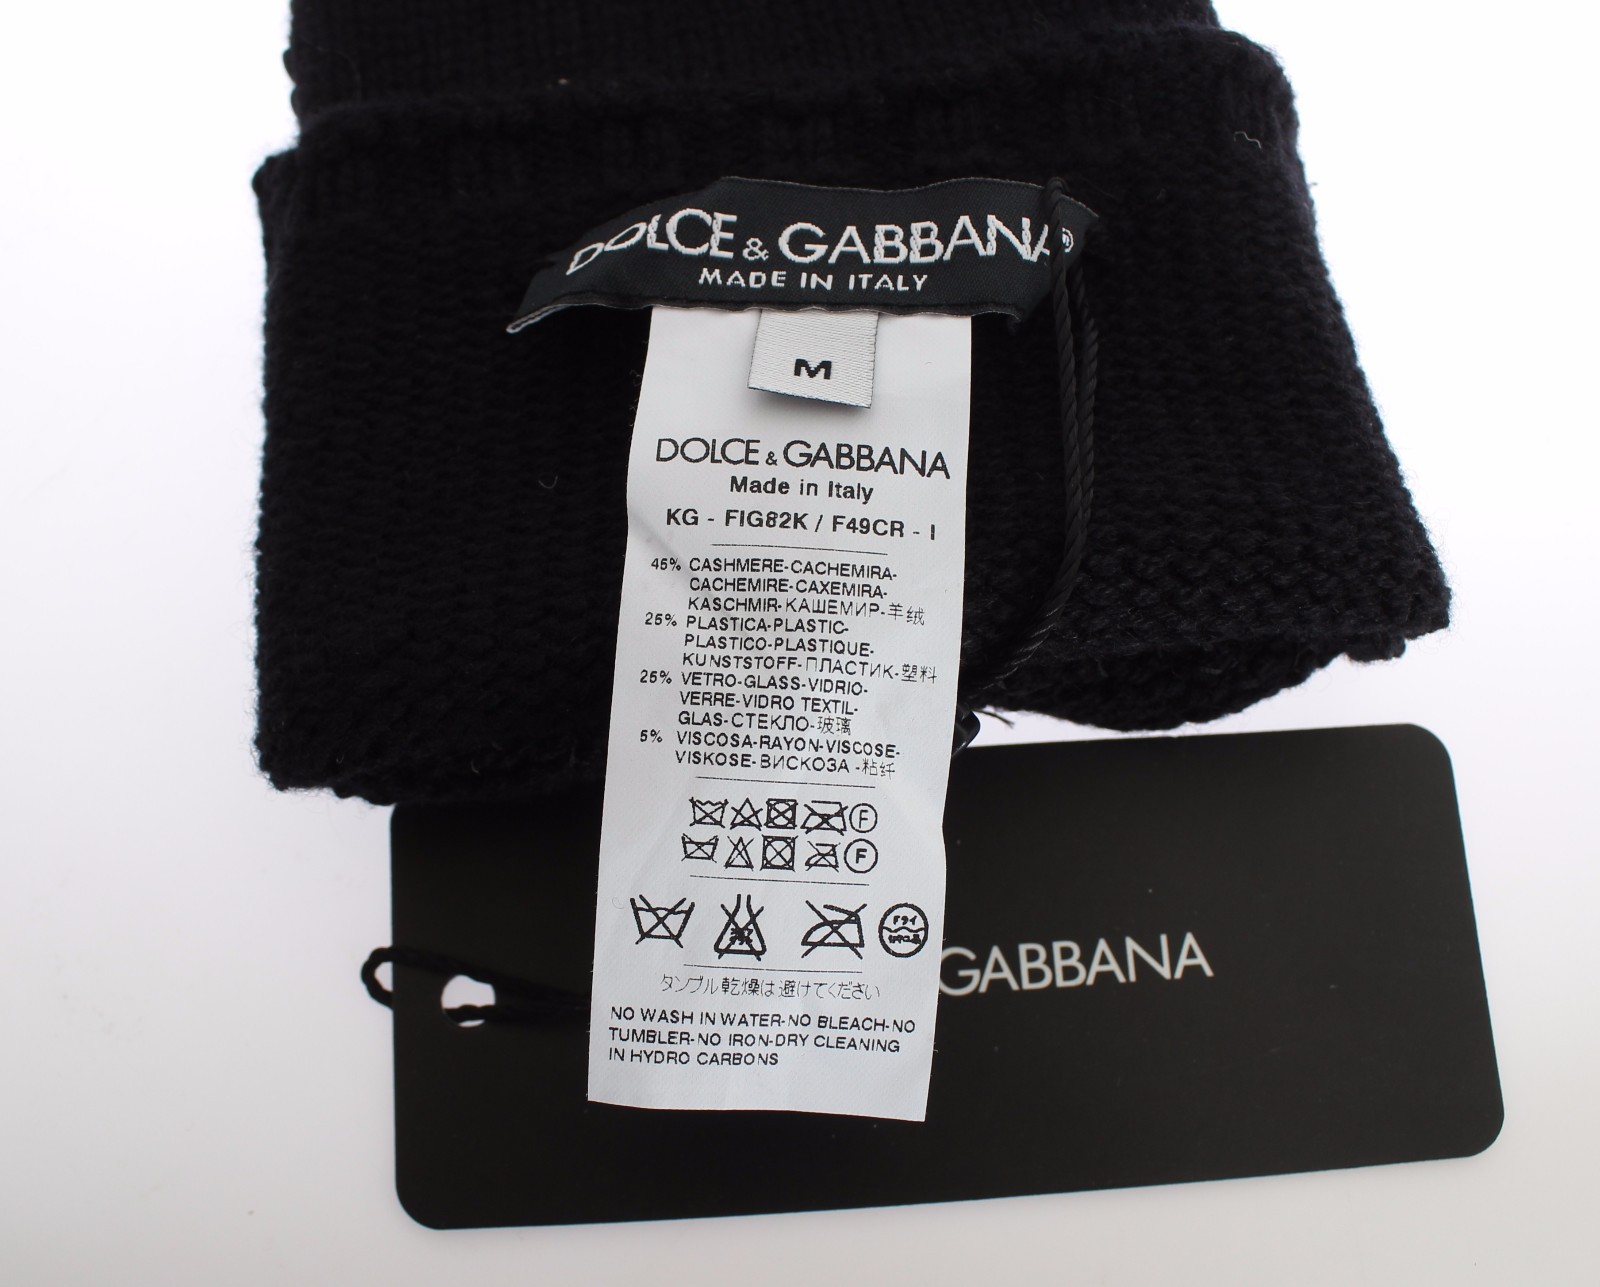 DOLCE & GABBANA®
MADE IN ITALY
M
DOLCE & GABBANA
Made in Italy
KG - FIG82K / F49CR - I
45% CASHMERE-CACHEMIRA-
CACHEMIRE-CAXEMIRA-
KASCHMIR-КАШЕМИР-羊绒
25% PLASTICA-PLASTIC-
PLASTICO-PLASTIQUE-
KUNSTSTOFF-ПЛАСТИК-塑料
25% VETRO-GLASS-VIDRIO-
VERRE-VIDRO TEXTIL-
GLAS-СТЕКЛО-玻璃
5% VISCOSA-RAYON-VISCOSE-
VISKOSE-ВИСКОЗА -粘纤
F
F
ドライ
タンブル乾燥は避けてください
NO WASH IN WATER-NO BLEACH-NO
TUMBLER-NO IRON-DRY CLEANING
IN HYDRO CARBONS
GABBANA